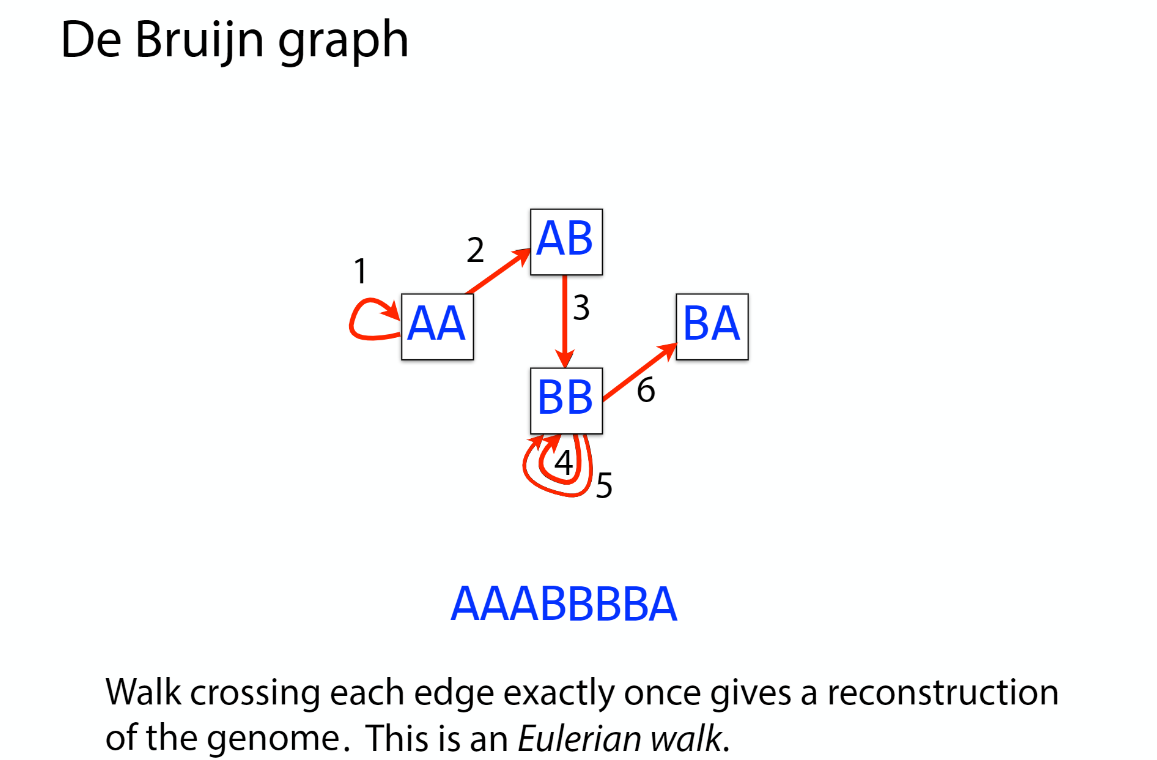 De Bruijn graph
AB
2
1
3
AA
BA
BB
6
4
5
AAABBBBA
Walk crossing each edge exactly once gives a reconstruction
of the genome. This is an Eulerian walk.